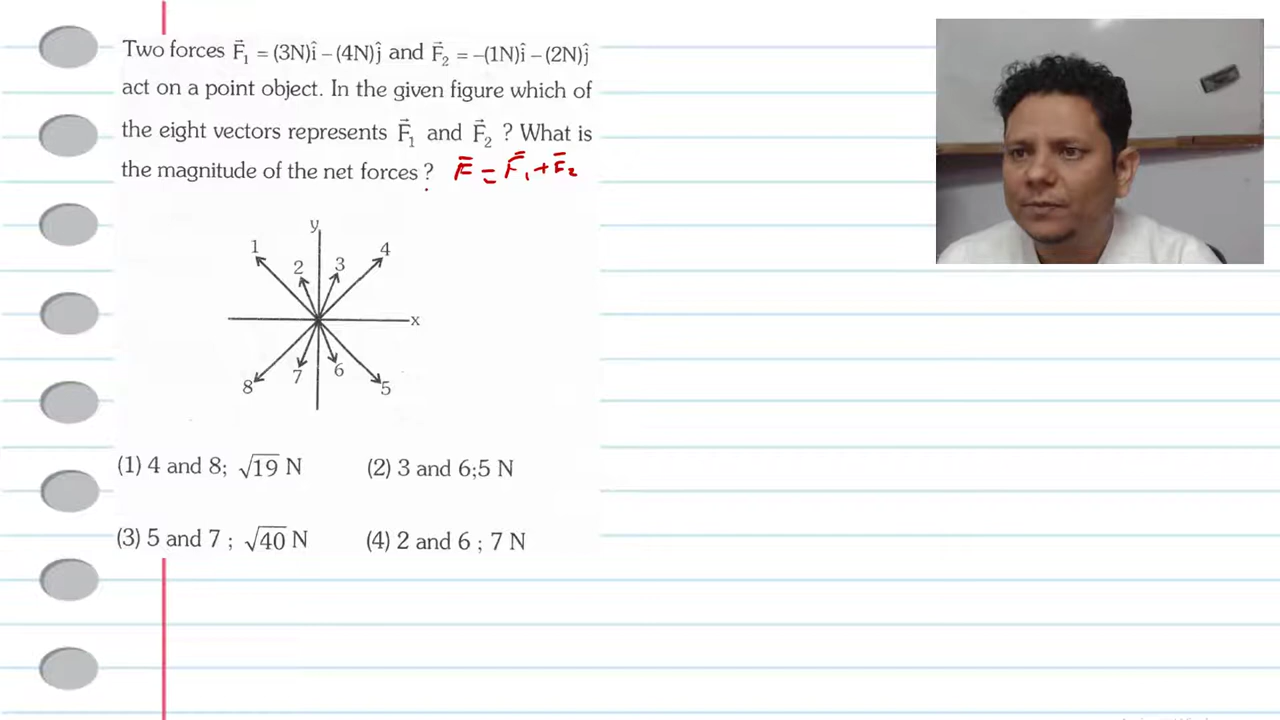 Two forces F⃗₁ = (3N)î – (4N)ĵ and F⃗₂ = –(1N)î – (2N)ĵ
act on a point object. In the given figure which of
the eight vectors represents F⃗₁ and F⃗₂ ? What is
the magnitude of the net forces ? F̄ = F̄₁ + F̄₂
y
1
4
2
3
x
8
7
6
5
(1) 4 and 8; √19 N (2) 3 and 6;5 N
(3) 5 and 7 ; √40 N (4) 2 and 6 ; 7 N